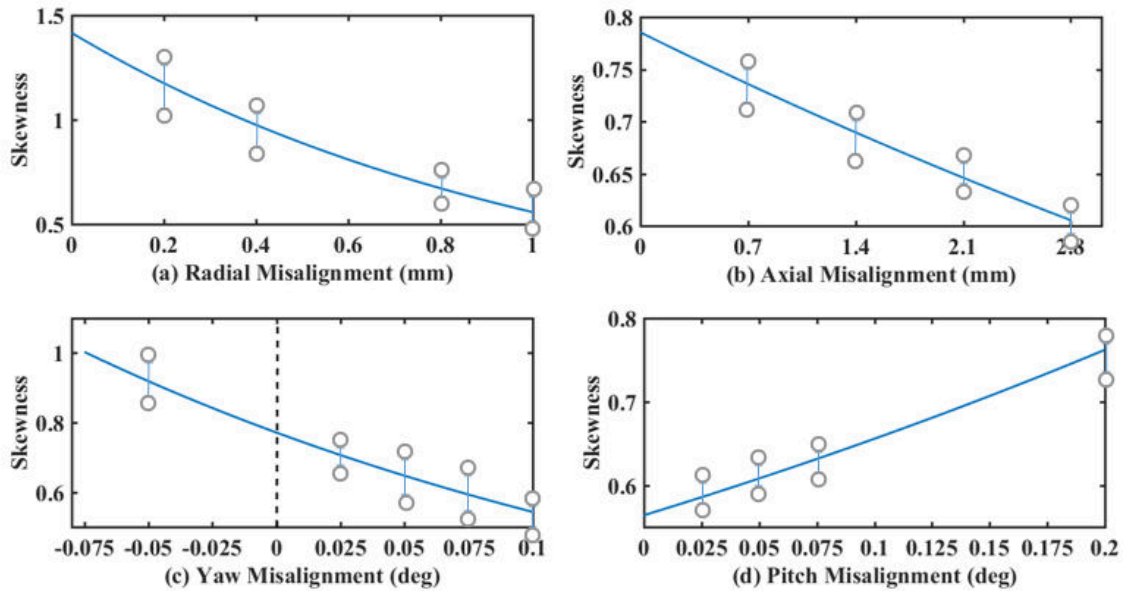 1.5
1
0.5
Skewness
0 0.2 0.4 0.6 0.8 1
(a) Radial Misalignment (mm)
0.8
0.75
0.7
0.65
0.6
Skewness
0 0.7 1.4 2.1 2.8
(b) Axial Misalignment (mm)
1
0.8
0.6
Skewness
-0.075 -0.05 -0.025 0 0.025 0.05 0.075 0.1
(c) Yaw Misalignment (deg)
0.8
0.7
0.6
0.5
Skewness
0 0.025 0.05 0.075 0.1 0.125 0.15 0.175 0.2
(d) Pitch Misalignment (deg)